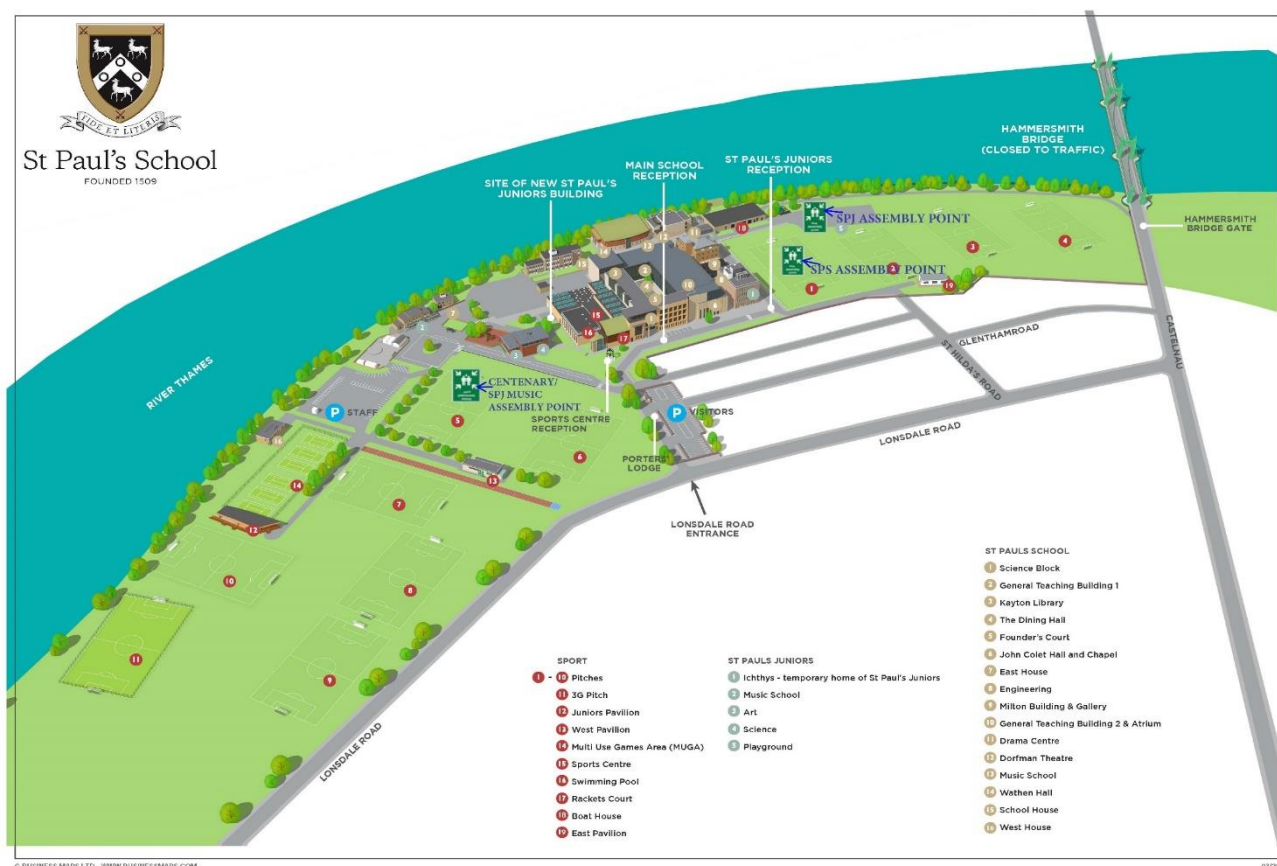 FIDE ET LITERIS
St Paul's School
FOUNDED 1509
HAMMERSMITH
BRIDGE
(CLOSED TO TRAFFIC)
ST PAUL'S JUNIORS
RECEPTION
MAIN SCHOOL
RECEPTION
SITE OF NEW ST PAUL'S
JUNIORS BUILDING
SPJ ASSEMBLY POINT
SPS ASSEMBLY POINT
HAMMERSMITH
BRIDGE GATE
RIVER THAMES
CENTENARY/
SPJ MUSIC
ASSEMBLY POINT
P STAFF
SPORTS CENTRE
RECEPTION
P VISITORS
PORTERS'
LODGE
GLENTHAMROAD
ST HILDA'S ROAD
CASTELNAU
LONSDALE ROAD
LONSDALE ROAD
ENTRANCE
LONSDALE ROAD
SPORT
1 - 10 Pitches
11 3G Pitch
12 Juniors Pavilion
13 West Pavilion
14 Multi Use Games Area (MUGA)
15 Sports Centre
16 Swimming Pool
17 Rackets Court
18 Boat House
19 East Pavilion
ST PAULS JUNIORS
1 Ichthys - temporary home of St Paul's Juniors
2 Music School
3 Art
4 Science
5 Playground
ST PAULS SCHOOL
1 Science Block
2 General Teaching Building 1
3 Kayton Library
4 The Dining Hall
5 Founder's Court
6 John Colet Hall and Chapel
7 East House
8 Engineering
9 Milton Building & Gallery
10 General Teaching Building 2 & Atrium
11 Drama Centre
12 Dorfman Theatre
13 Music School
14 Wathen Hall
15 School House
16 West House